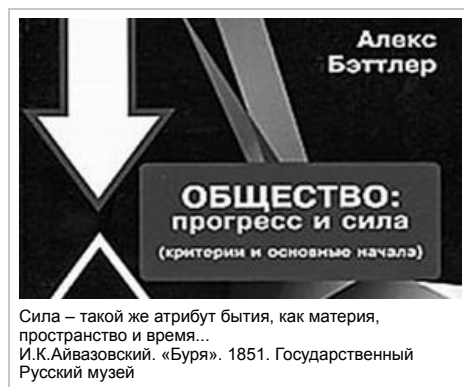 Алекс
Бэттлер
ОБЩЕСТВО:
прогресс и сила
(критерии и основные начала)
Сила – такой же атрибут бытия, как материя,
пространство и время...
И.К.Айвазовский. «Буря». 1851. Государственный
Русский музей